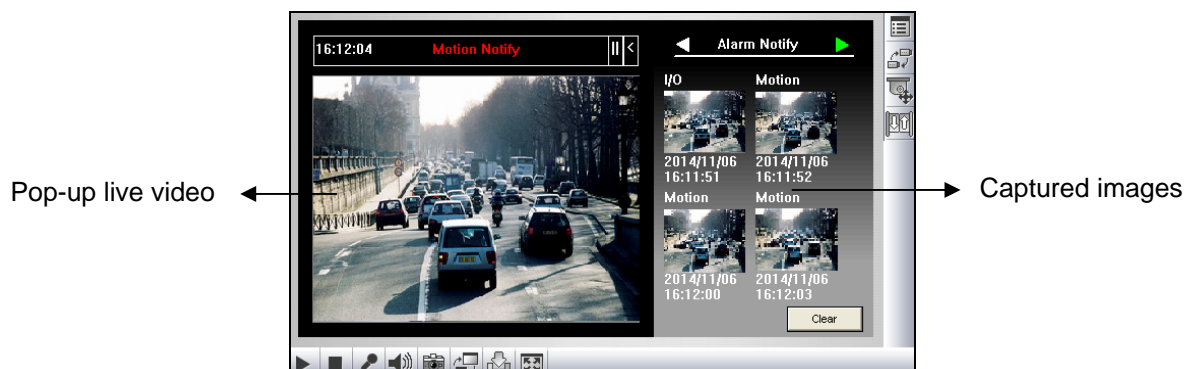 16:12:04 Motion Notify || <
Alarm Notify
I/O Motion
2014/11/06 2014/11/06
16:11:51 16:11:52
Pop-up live video
Captured images
Motion Motion
2014/11/06 2014/11/06
16:12:00 16:12:03
Clear